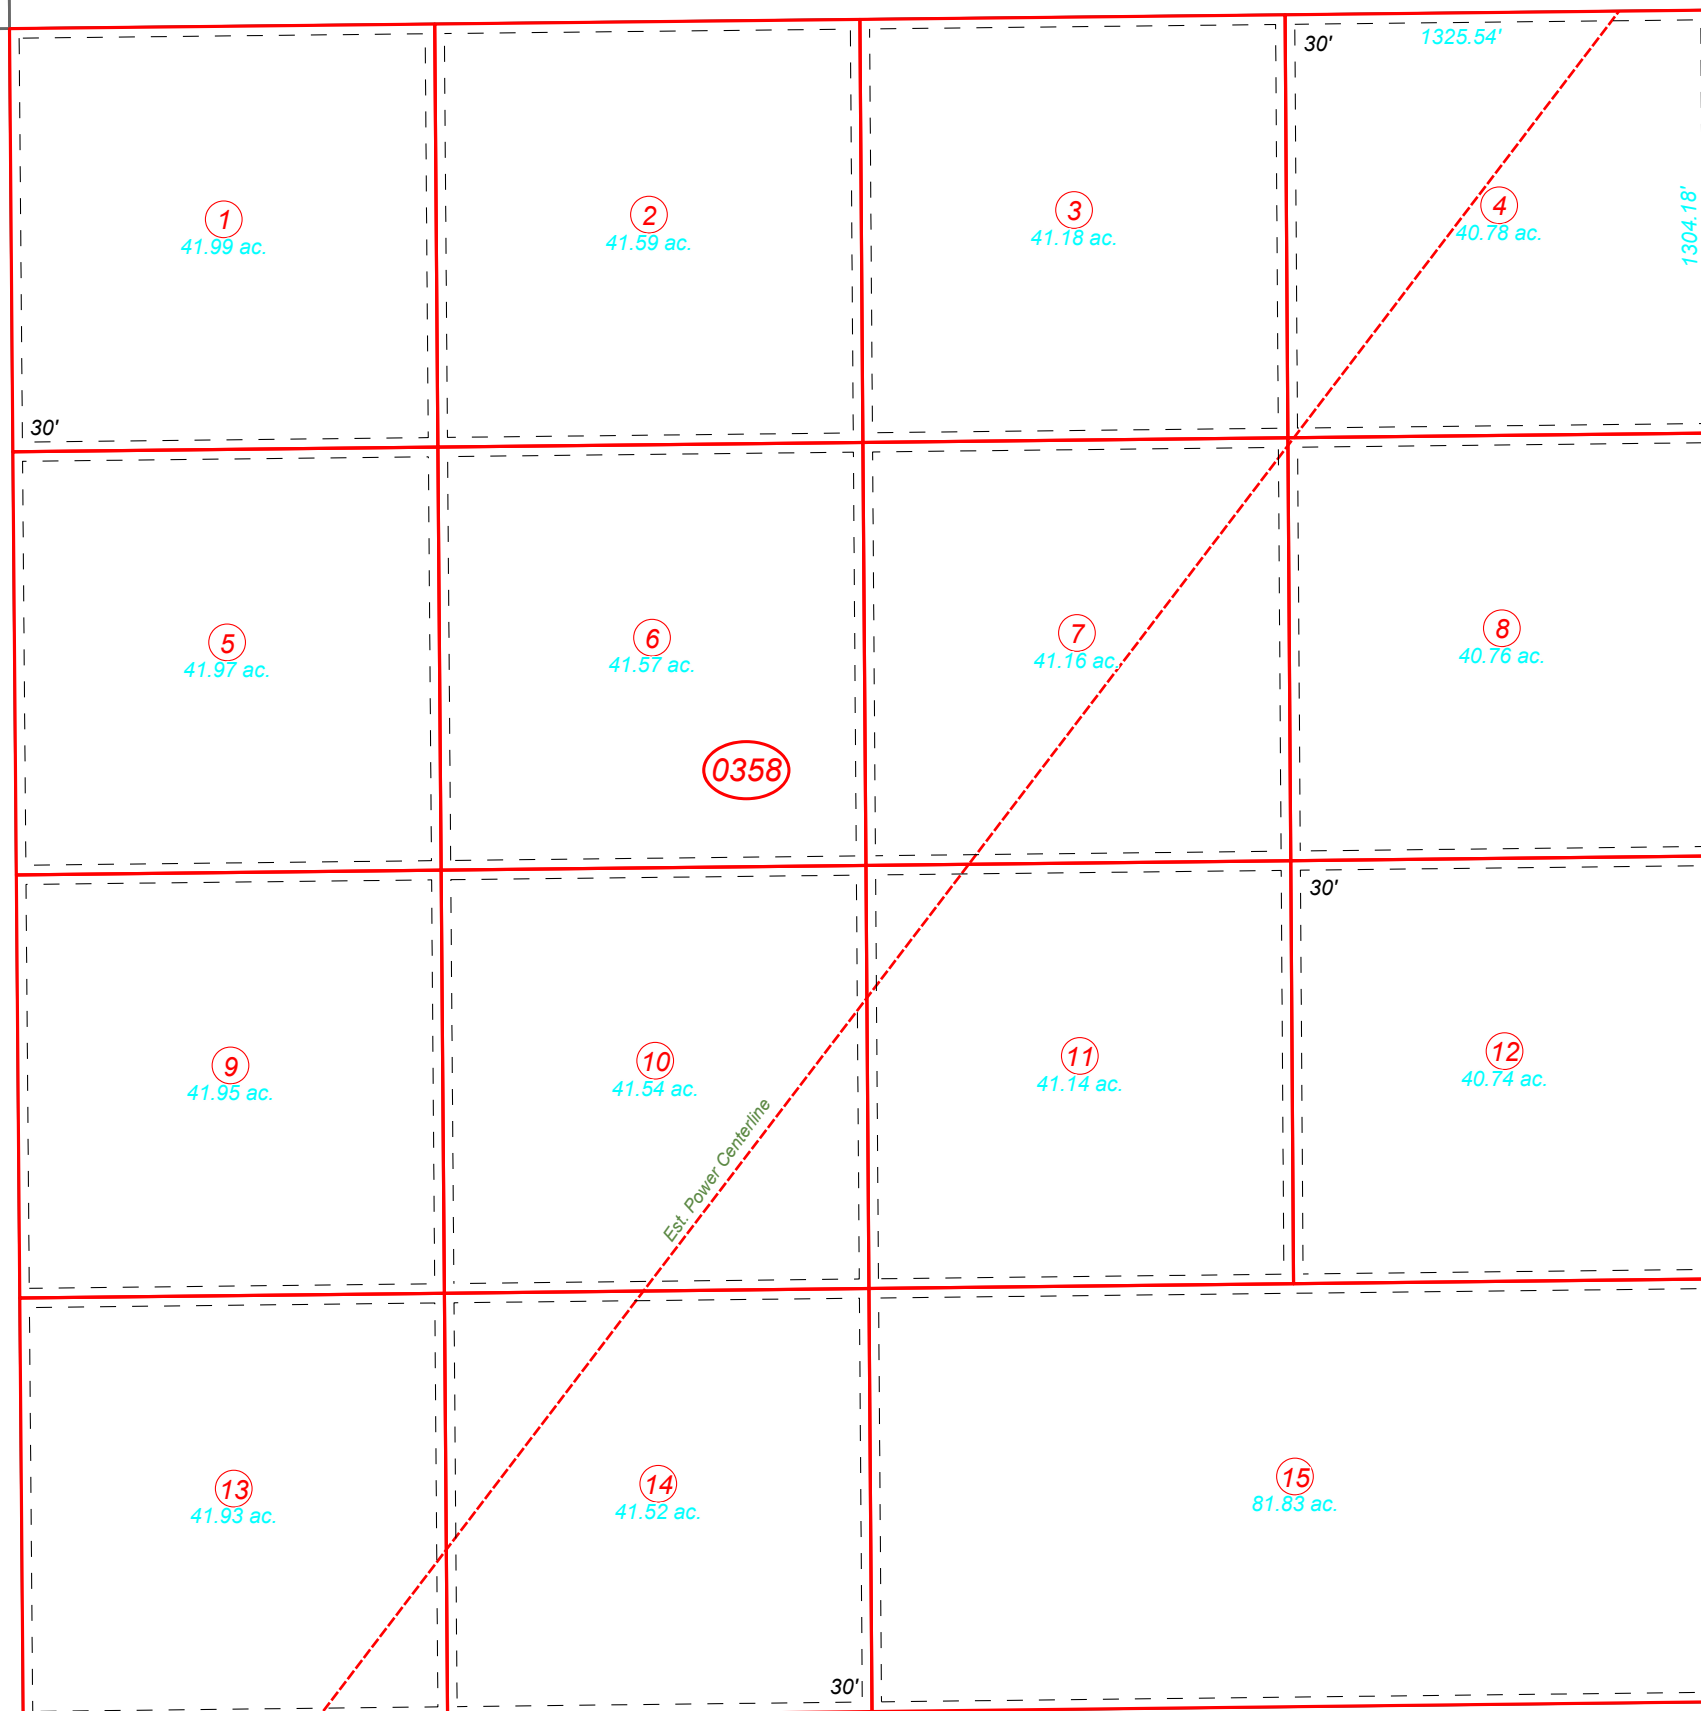 30'
1325.54'
1
41.99 ac.
2
41.59 ac.
3
41.18 ac.
4
40.78 ac.
1304.18'
30'
5
41.97 ac.
6
41.57 ac.
7
41.16 ac.
8
40.76 ac.
0358
30'
9
41.95 ac.
10
41.54 ac.
11
41.14 ac.
12
40.74 ac.
Est. Power Centerline
13
41.93 ac.
14
41.52 ac.
15
81.83 ac.
30'